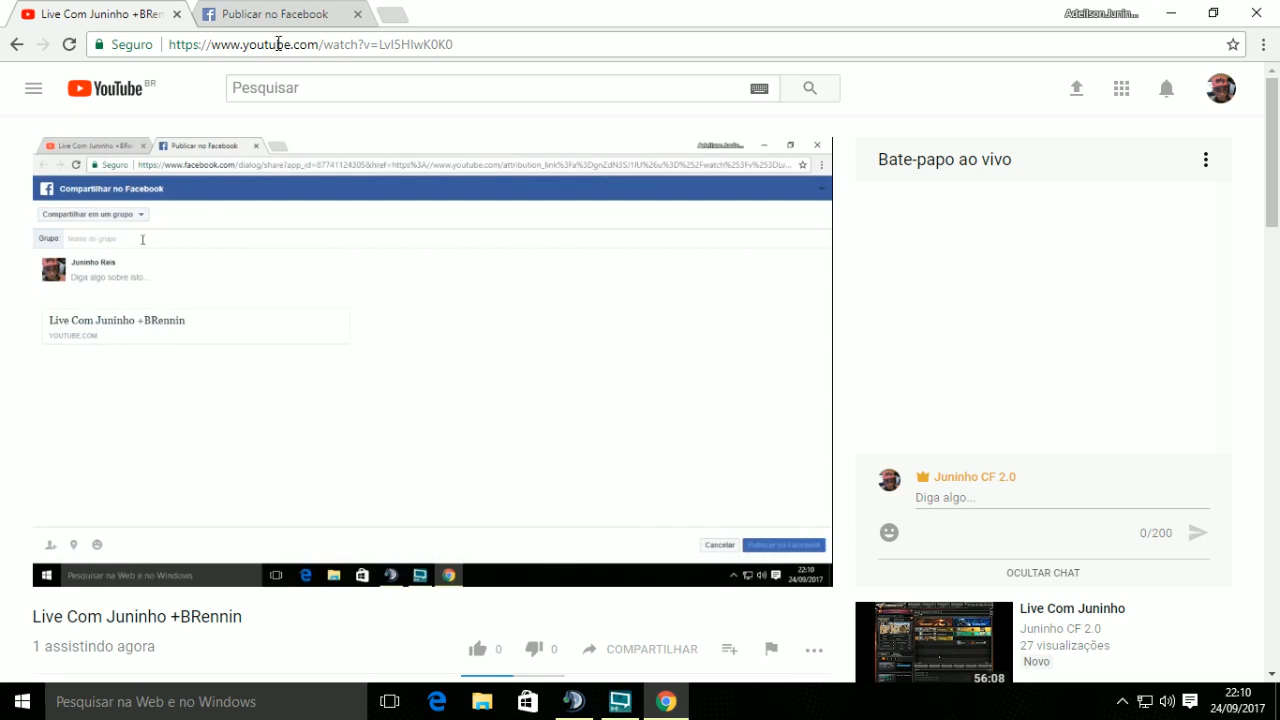 Live Com Juninho +BRen
Publicar no Facebook
Adeilson.Junin...
Seguro
https://www.youtube.com/watch?v=LvI5HIwK0K0
YouTube BR
Pesquisar
Live Com Juninho +BRe
Publicar no Facebook
Adeilson.Junin...
Seguro
Compartilhar no Facebook
Compartilhar em um grupo
Grupo:
Nome do grupo
Juninho Reis
Diga algo sobre isto...
Live Com Juninho +BRennin
YOUTUBE.COM
Cancelar
Publicar no Facebook
Pesquisar na Web e no Windows
22:10
24/09/2017
Bate-papo ao vivo
Juninho CF 2.0
Diga algo...
0/200
OCULTAR CHAT
Live Com Juninho +BRennin
1 assistindo agora
0
0
COMPARTILHAR
Live Com Juninho
Juninho CF 2.0
27 visualizações
Novo
56:08
Pesquisar na Web e no Windows
22:10
24/09/2017